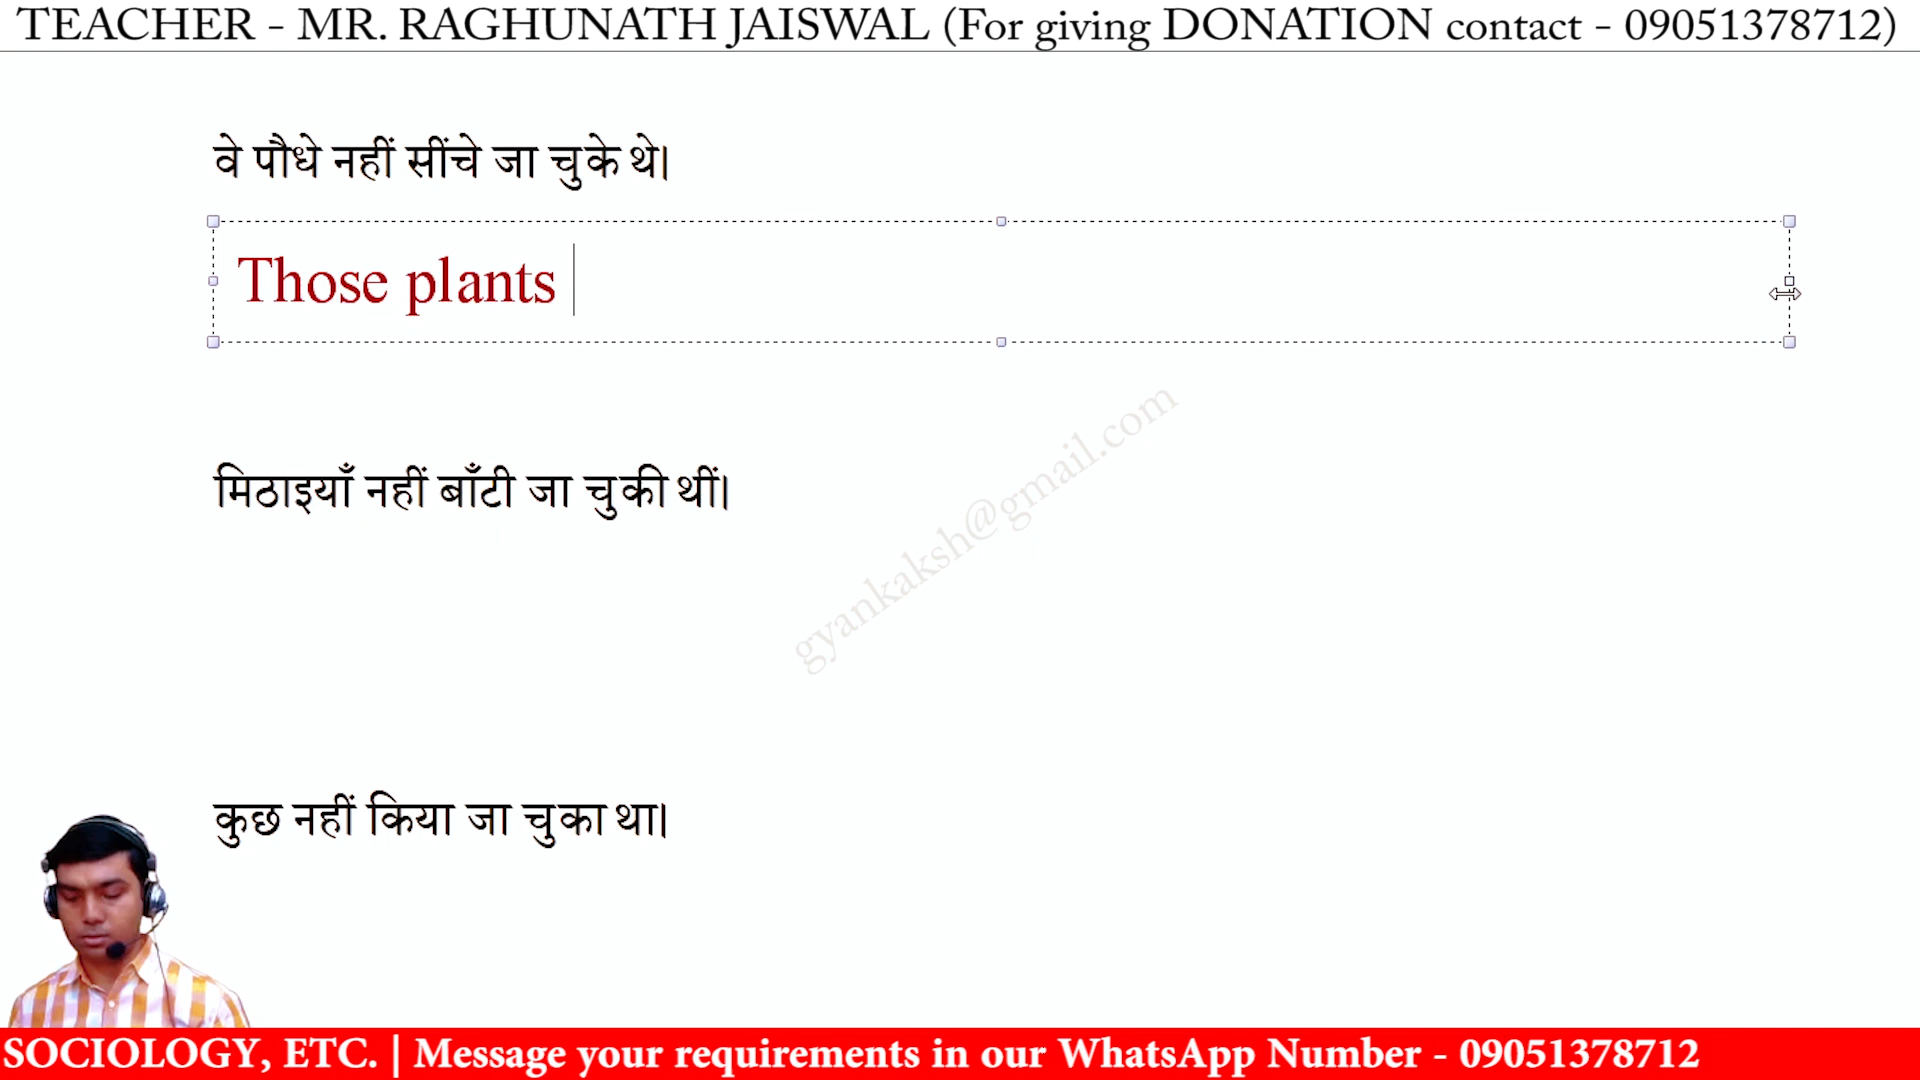 TEACHER - MR. RAGHUNATH JAISWAL (For giving DONATION contact - 09051378712)
वे पौधे नहीं सींचे जा चुके थे।
Those plants
मिठाइयाँ नहीं बाँटी जा चुकी थीं।
gyankaksh@gmail.com
कुछ नहीं किया जा चुका था।
SOCIOLOGY, ETC. | Message your requirements in our WhatsApp Number - 09051378712